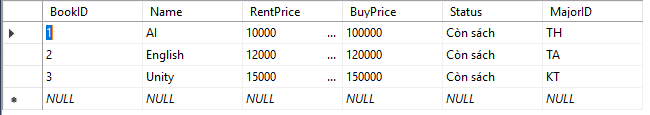 BookID Name RentPrice BuyPrice Status MajorID
1 AI 10000 ... 100000 Còn sách TH
2 English 12000 ... 120000 Còn sách TA
3 Unity 15000 ... 150000 Còn sách KT
NULL NULL NULL NULL NULL NULL